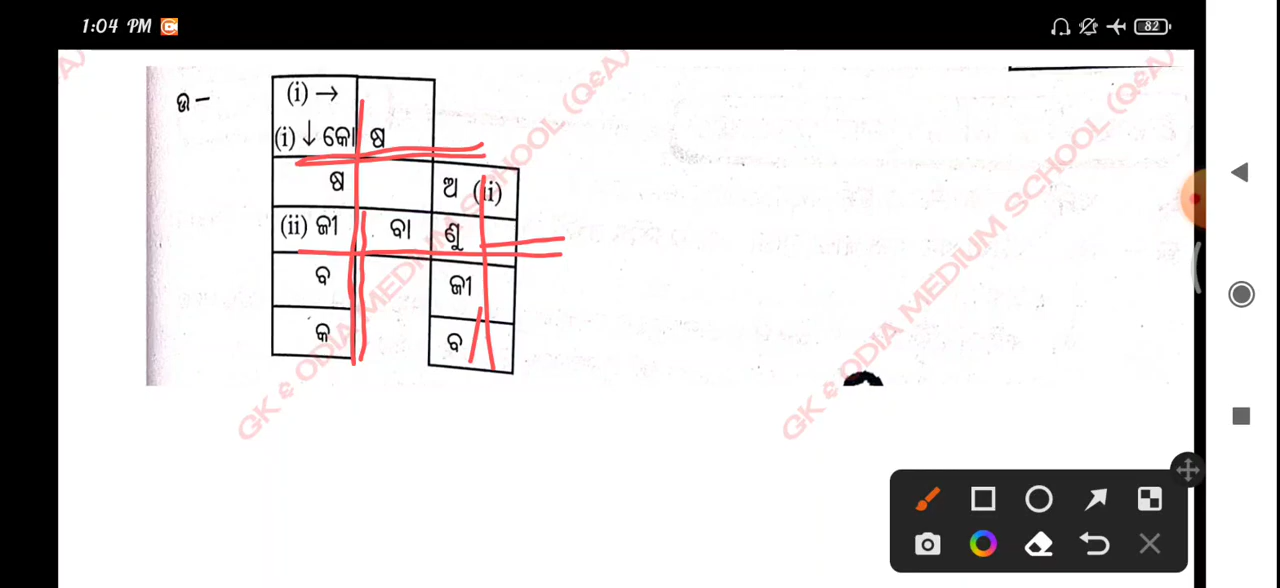 1:04 PM
82
ଉ –
(i) →
(i) ↓ କୋ ଷ
ଷ ଅ (ii)
(ii) ଜୀ ବା ଣୁ
ବ ଜୀ
କ ବ
GK & ODIA MEDIUM SCHOOL (Q&A)
GK & ODIA MEDIUM SCHOOL (Q&A)